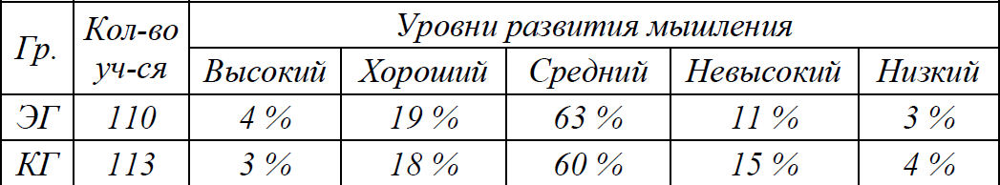 Гр. Кол-во уч-ся Уровни развития мышления
Высокий Хороший Средний Невысокий Низкий
ЭГ 110 4 % 19 % 63 % 11 % 3 %
КГ 113 3 % 18 % 60 % 15 % 4 %